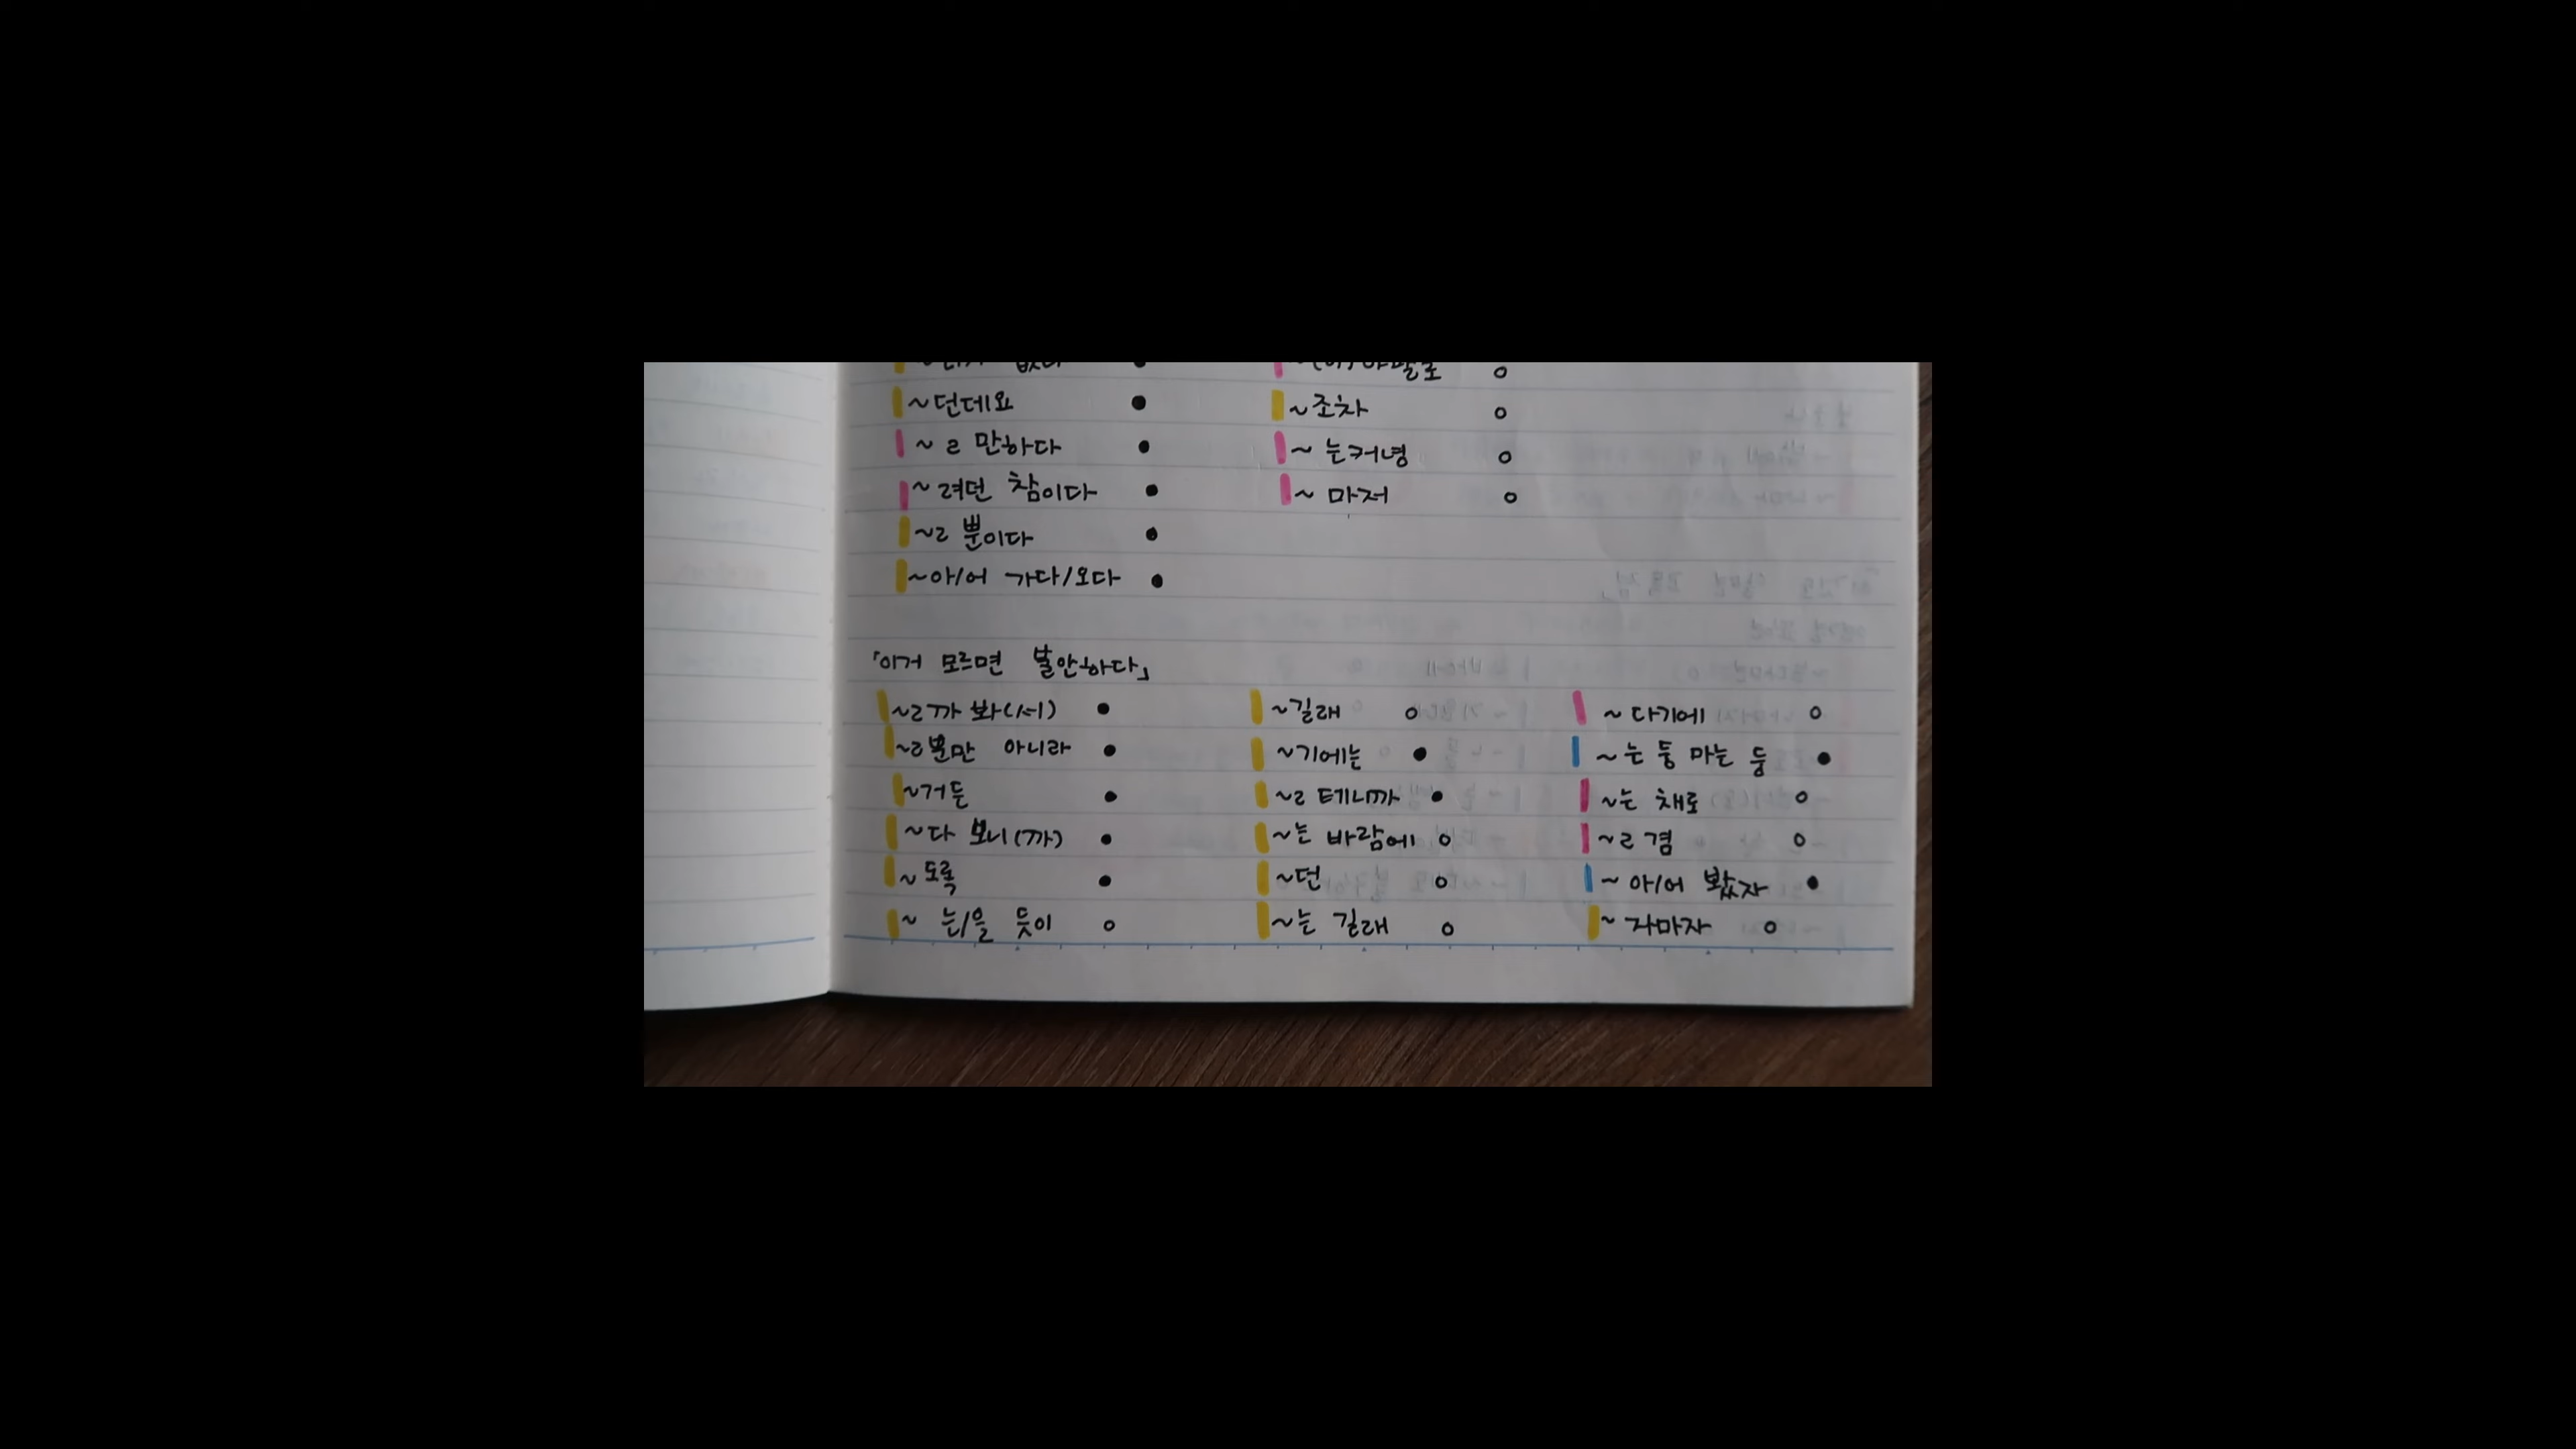 ~던데요 ● ~조차 ○
~ㄹ 만하다 ● ~는커녕 ○
~려던 참이다 ● ~마저 ○
~ㄹ 뿐이다 ●
~아/어 가다/오다 ●
「이거 모르면 불안하다」
~ㄹ까 봐(서) ● ~길래 ○ ~다기에 ○
~ㄹ뿐만 아니라 ● ~기에는 ● ~는 둥 마는 둥 ●
~거든 ● ~ㄹ 테니까 ● ~는 채로 ○
~다 보니(까) ● ~는 바람에 ○ ~ㄹ 겸 ○
~도록 ● ~던 ○ ~아/어 봤자 ●
~는/을 듯이 ○ ~는 길래 ○ ~자마자 ○